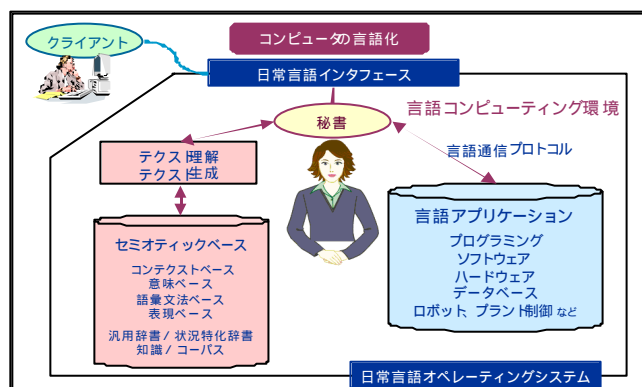 コンピュータの言語化
クライアント
日常言語インタフェース
言語コンピューティング環境
秘書
言語通信プロトコル
テクスト理解
テクスト生成
セミオティックベース
コンテクストベース
意味ベース
語彙文法ベース
表現ベース
汎用辞書/状況特化辞書
知識/コーパス
言語アプリケーション
プログラミング
ソフトウェア
ハードウェア
データベース
ロボット、プラント制御 など
日常言語オペレーティングシステム